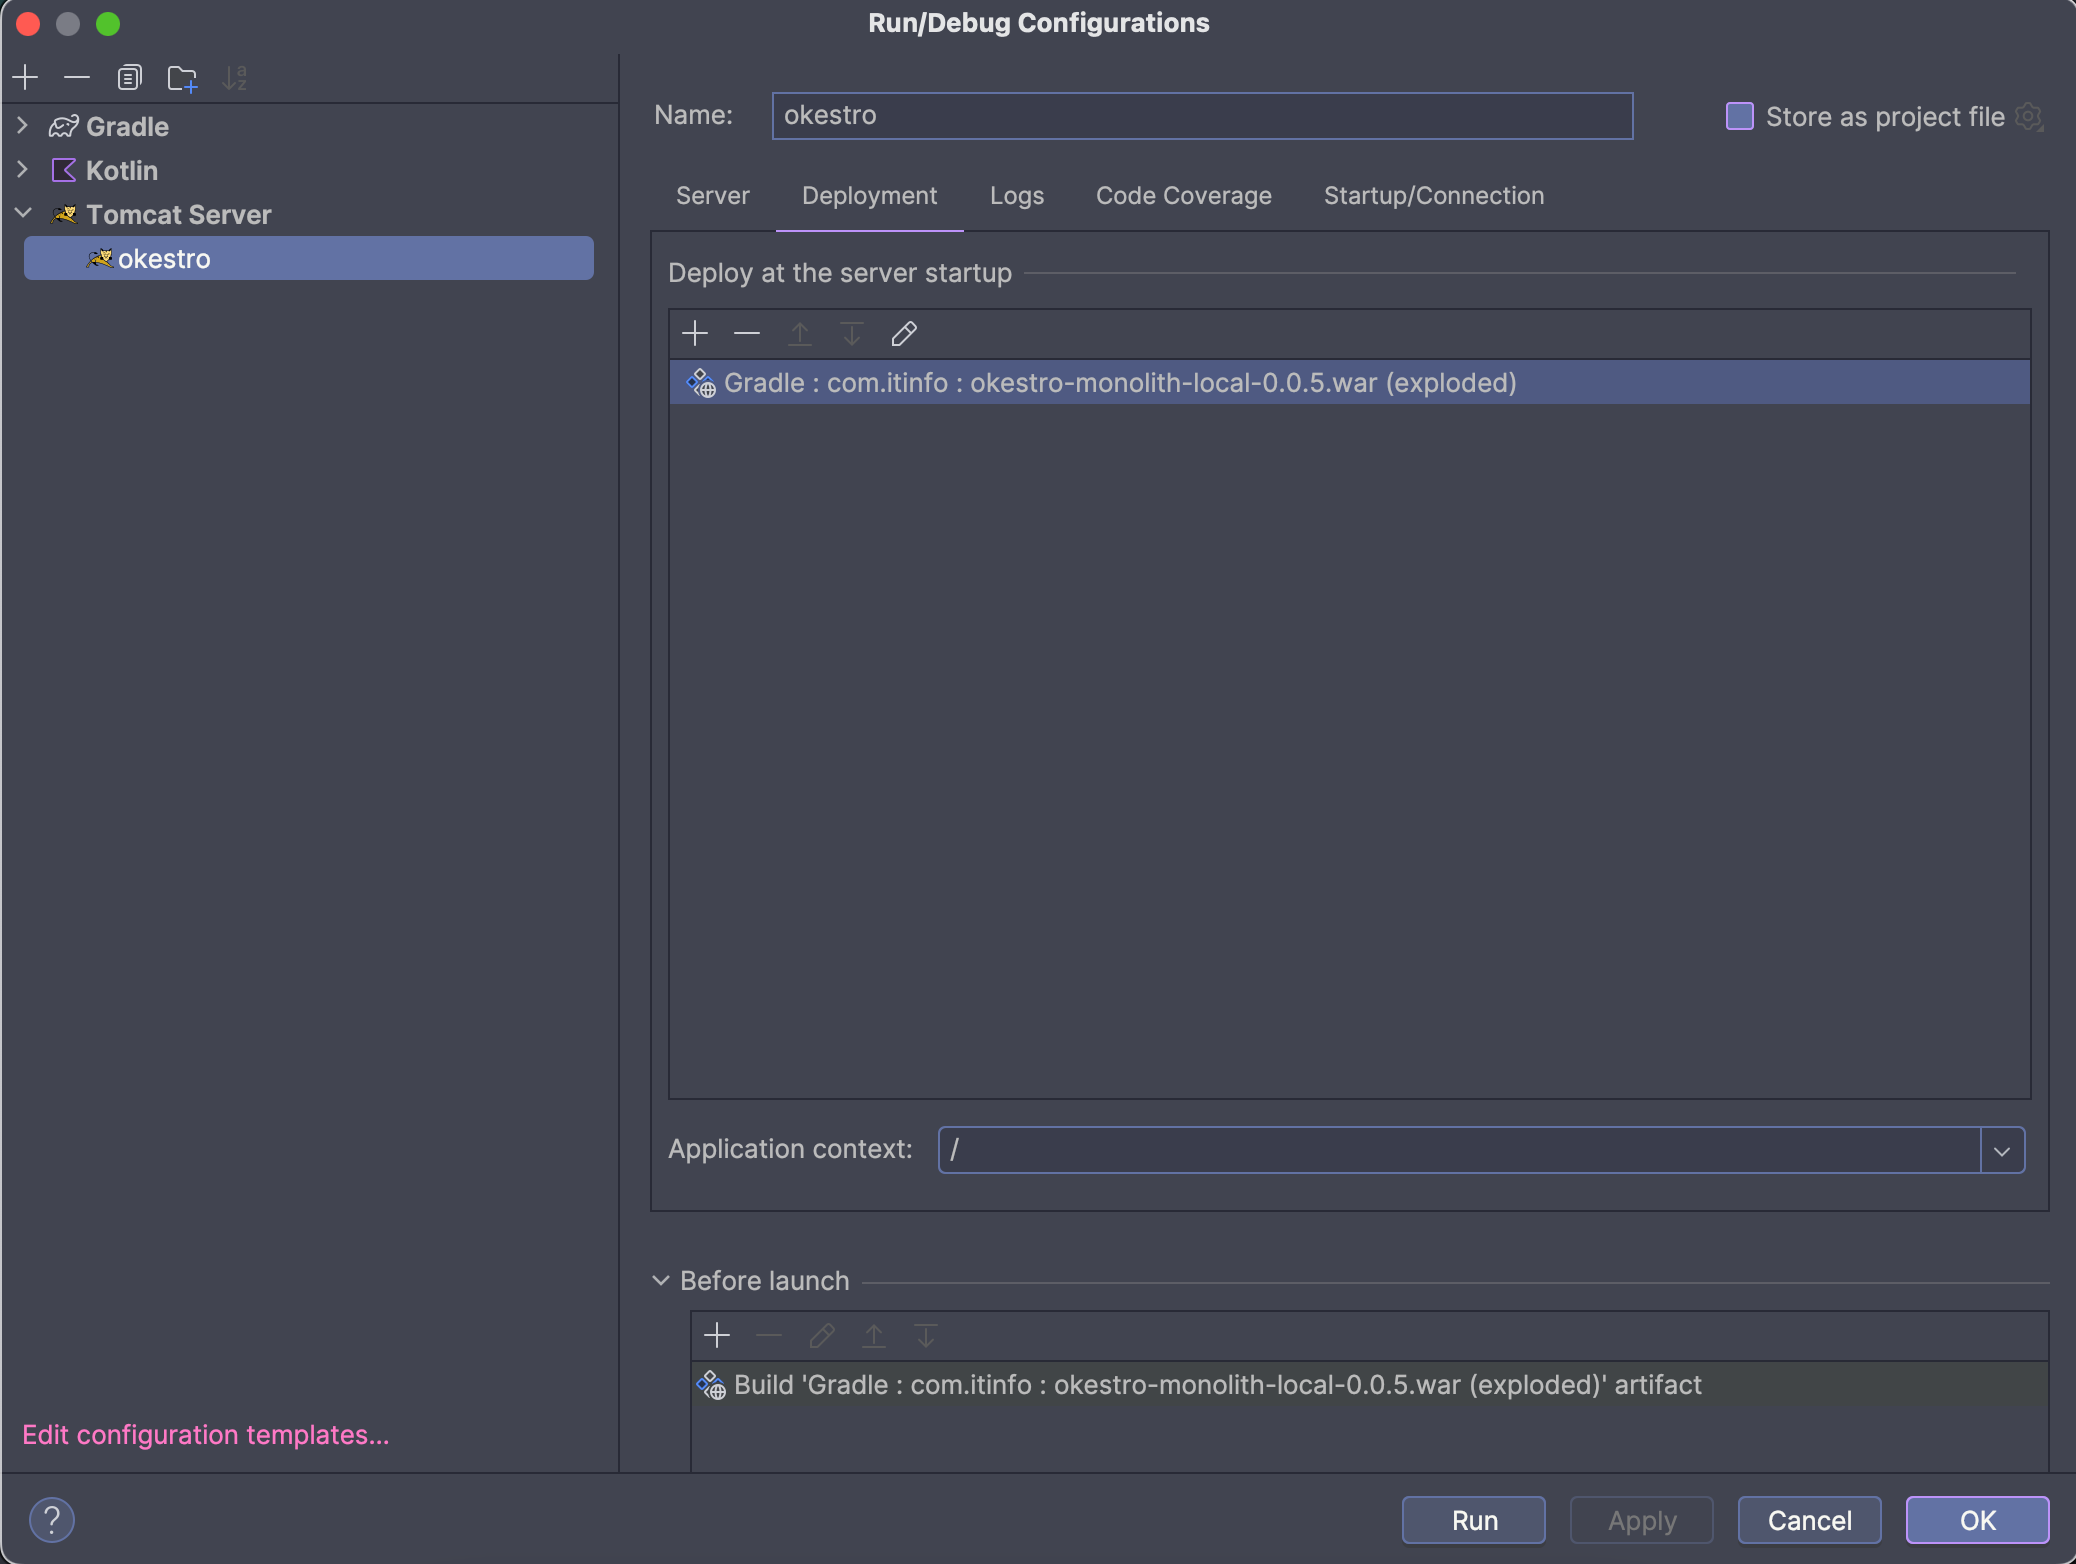 Run/Debug Configurations
Gradle
Kotlin
Tomcat Server
okestro
Edit configuration templates...
Name: okestro
Store as project file
Server Deployment Logs Code Coverage Startup/Connection
Deploy at the server startup
Gradle : com.itinfo : okestro-monolith-local-0.0.5.war (exploded)
Application context: /
Before launch
Build 'Gradle : com.itinfo : okestro-monolith-local-0.0.5.war (exploded)' artifact
? Run Apply Cancel OK